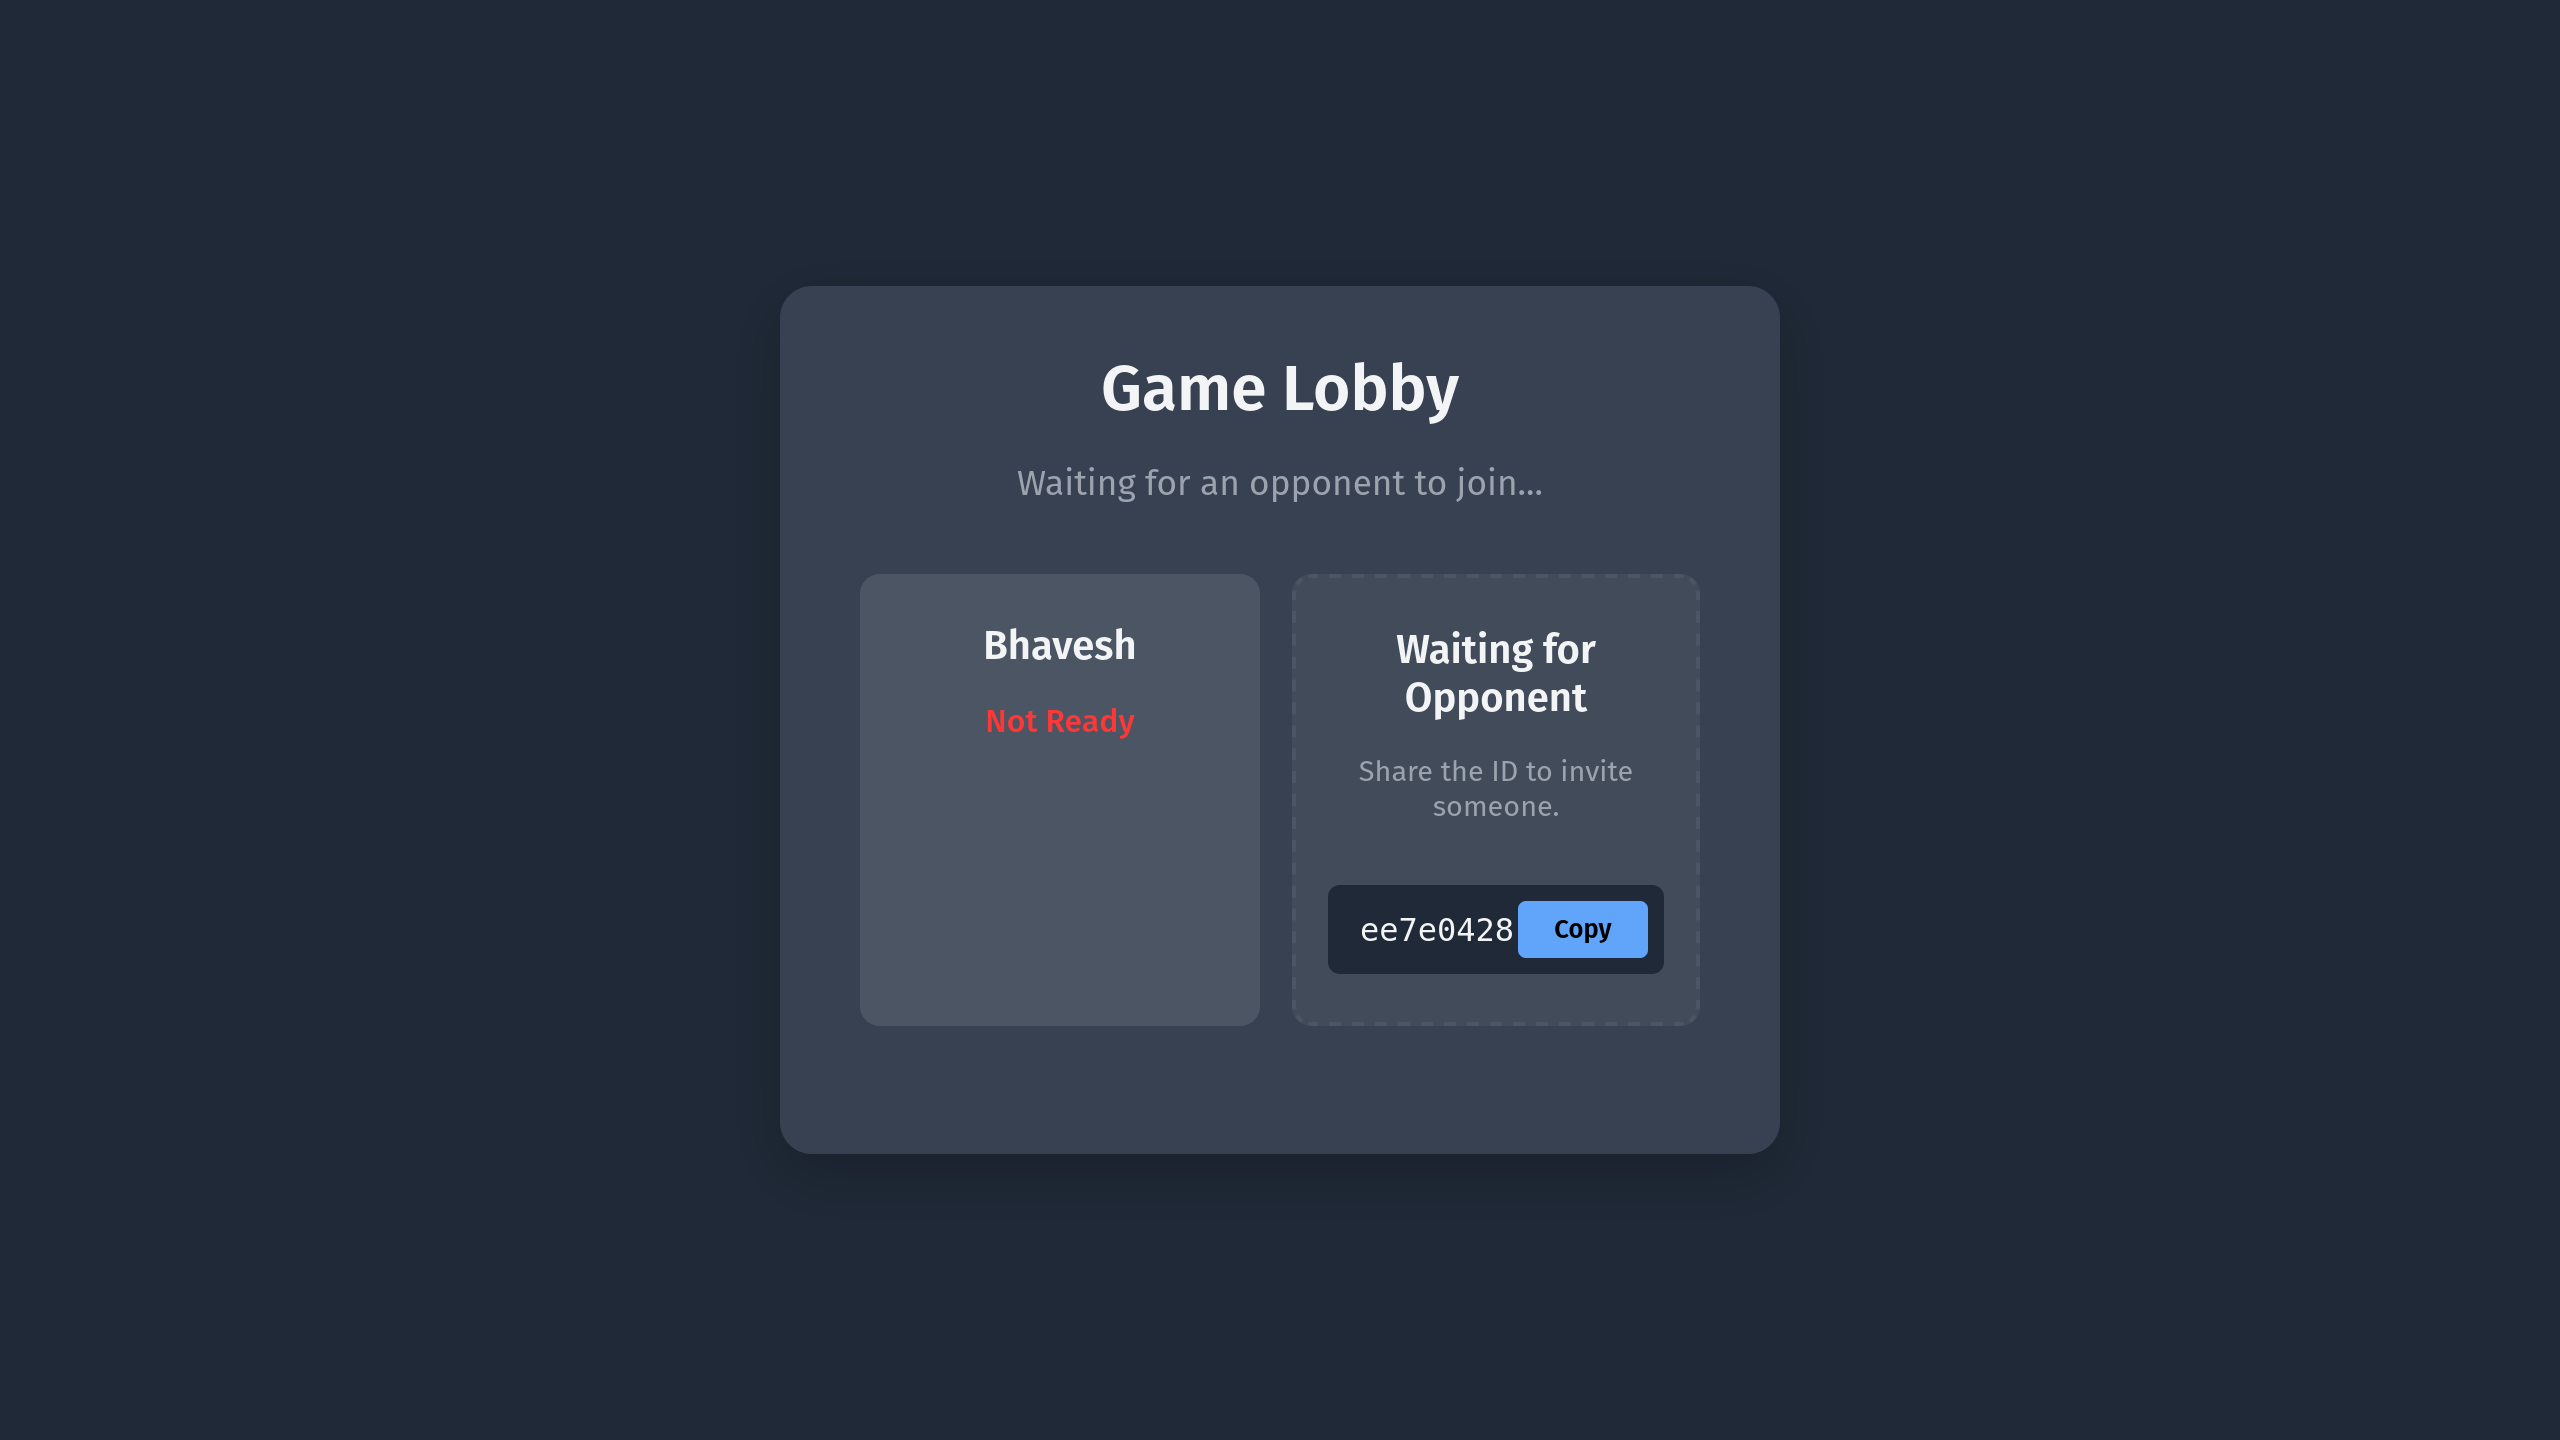 Game Lobby
Waiting for an opponent to join...
Bhavesh
Not Ready
Waiting for
Opponent
Share the ID to invite
someone.
ee7e0428
Copy